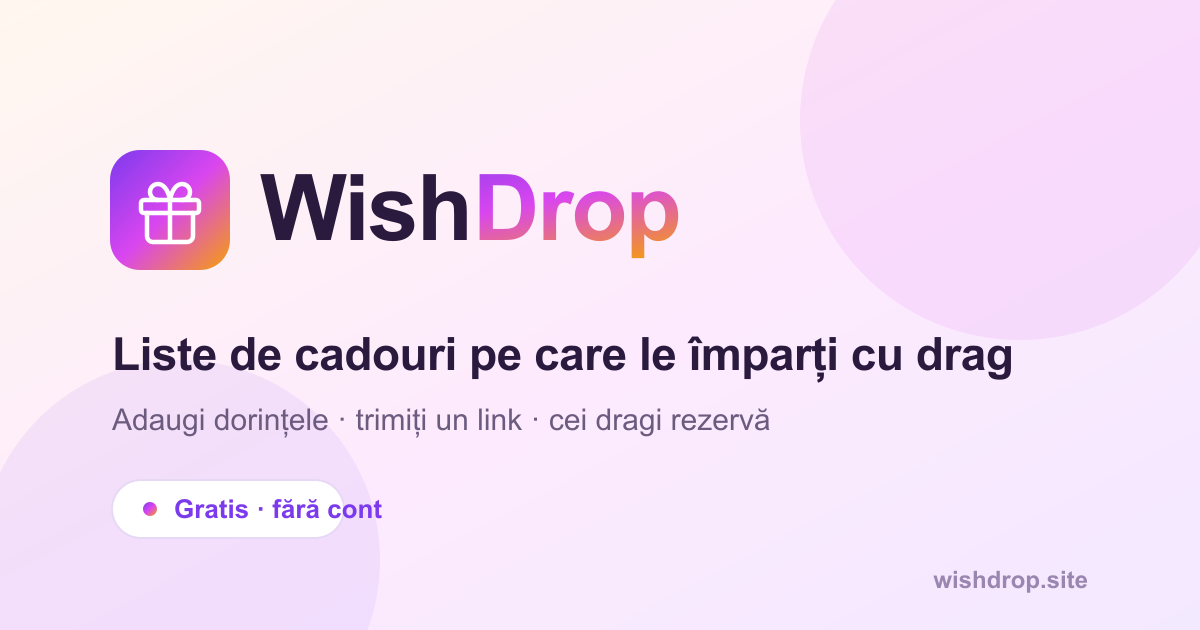 WishDrop
Liste de cadouri pe care le împarți cu drag
Adaugi dorințele · trimiți un link · cei dragi rezervă
Gratis · fără cont
wishdrop.site